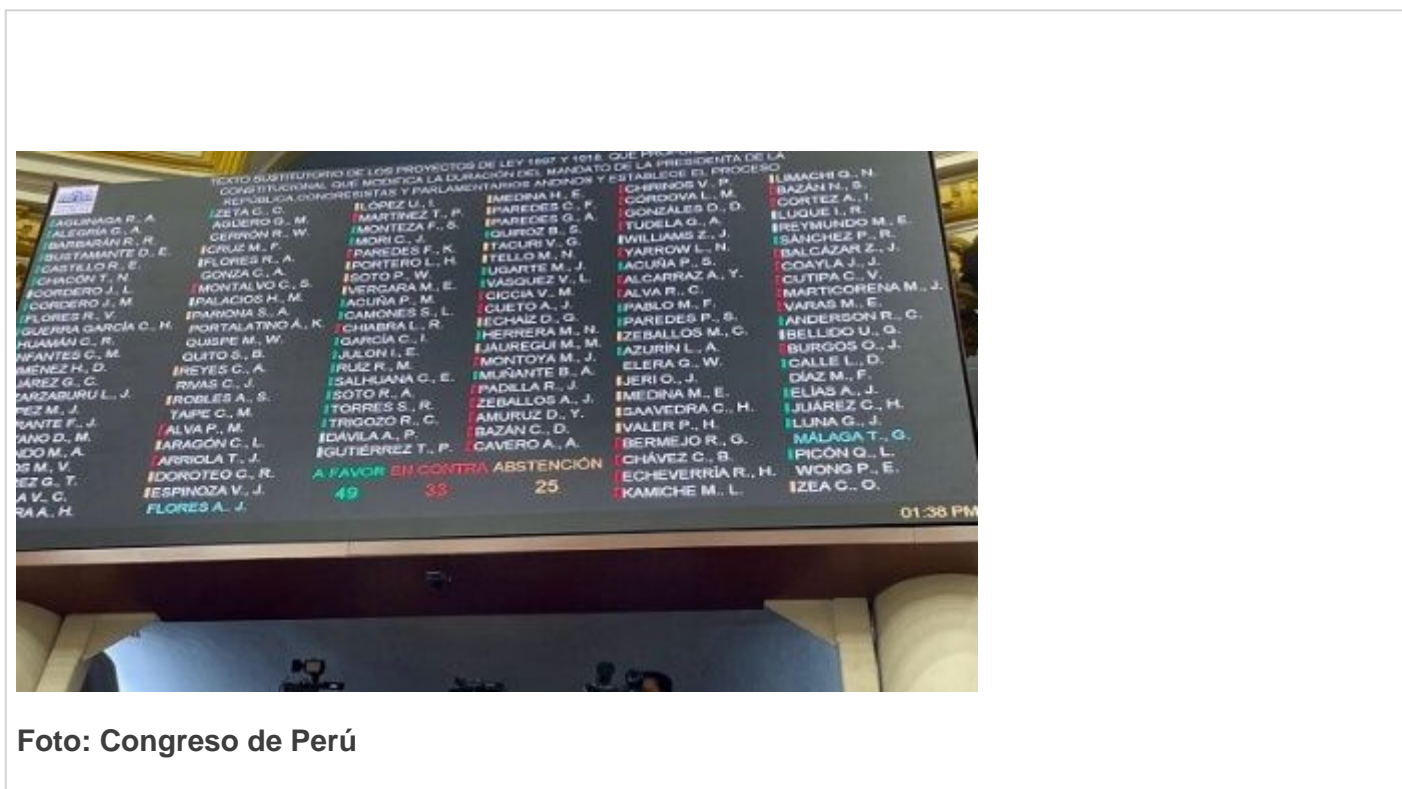 TEXTO SUSTITUTORIO DE LOS PROYECTOS DE LEY 1897 Y 1918, QUE
CONSTITUCIONAL QUE MODIFICA LA DURACIÓN DEL MANDATO DE LA PRESIDENTA DE LA
REPÚBLICA, CONGRESISTAS Y PARLAMENTARIOS ANDINOS Y ESTABLECE EL PROCESO
AGUINAGA R., A.
ALEGRÍA G., A.
BARBARÁN R., R.
BUSTAMANTE D., E.
CASTILLO R., E.
CHACÓN T., N.
CORDERO J., L.
CORDERO J., M.
FLORES R., V.
GUERRA GARCÍA C., H.
HUAMÁN C., R.
INFANTES C., M.
JIMÉNEZ H., D.
ZETA C., C.
AGÜERO G., M.
CERRÓN R., W.
CRUZ M., F.
FLORES R., A.
GONZA C., A.
MONTALVO C., S.
PALACIOS H., M.
PARIONA S., A.
PORTALATINO A., K.
QUISPE M., W.
QUITO S., B.
REYES C., A.
RIVAS C., J.
ROBLES A., S.
TAIPE C., M.
ALVA P., M.
ARAGÓN C., L.
ARRIOLA T., J.
DOROTEO C., R.
ESPINOZA V., J.
FLORES A., J.
LÓPEZ U., I.
MARTÍNEZ T., P.
MONTEZA F., S.
MORI C., J.
PAREDES F., K.
PORTERO L., H.
SOTO P., W.
VERGARA M., E.
ACUÑA P., M.
CAMONES S., L.
CHIABRA L., R.
GARCÍA C., I.
JULON I., E.
RUÍZ R., M.
SALHUANA C., E.
SOTO R., A.
TORRES S., R.
TRIGOZO R., C.
DÁVILA A., P.
GUTIÉRREZ T., P.
MEDINA H., E.
PAREDES C., F.
PAREDES G., A.
QUIROZ B., S.
TACURI V., G.
TELLO M., N.
UGARTE M., J.
VÁSQUEZ V., L.
CICCIA V., M.
CUETO A., J.
ECHAÍZ D., G.
HERRERA M., N.
JÁUREGUI M., M.
MONTOYA M., J.
MUÑANTE B., A.
PADILLA R., J.
ZEBALLOS A., J.
AMURUZ D., Y.
BAZÁN C., D.
CAVERO A., A.
A FAVOR EN CONTRA ABSTENCIÓN
49 33 25
CHIRINOS V., P.
CÓRDOVA L., M.
GONZÁLES D., D.
TUDELA G., A.
WILLIAMS Z., J.
YARROW L., N.
ACUÑA P., S.
ALCARRAZ A., Y.
ALVA R., C.
PABLO M., F.
PAREDES P., S.
ZEBALLOS M., C.
AZURÍN L., A.
ELERA G., W.
JERI O., J.
MEDINA M., E.
SAAVEDRA C., H.
VALER P., H.
BERMEJO R., G.
CHÁVEZ C., B.
ECHEVERRÍA R., H.
KAMICHE M., L.
LIMACHI Q., N.
BAZÁN N., S.
CORTEZ A., I.
LUQUE I., R.
REYMUNDO M., E.
SÁNCHEZ P., R.
BALCÁZAR Z., J.
COAYLA J., J.
CUTIPA C., V.
MARTICORENA M., J.
VARAS M., E.
ANDERSON R., C.
BELLIDO U., G.
BURGOS O., J.
CALLE L., D.
DÍAZ M., F.
ELÍAS A., J.
JUÁREZ C., H.
LUNA G., J.
MÁLAGA T., G.
PICÓN Q., L.
WONG P., E.
ZEA C., O.
01:38 PM
Foto: Congreso de Perú